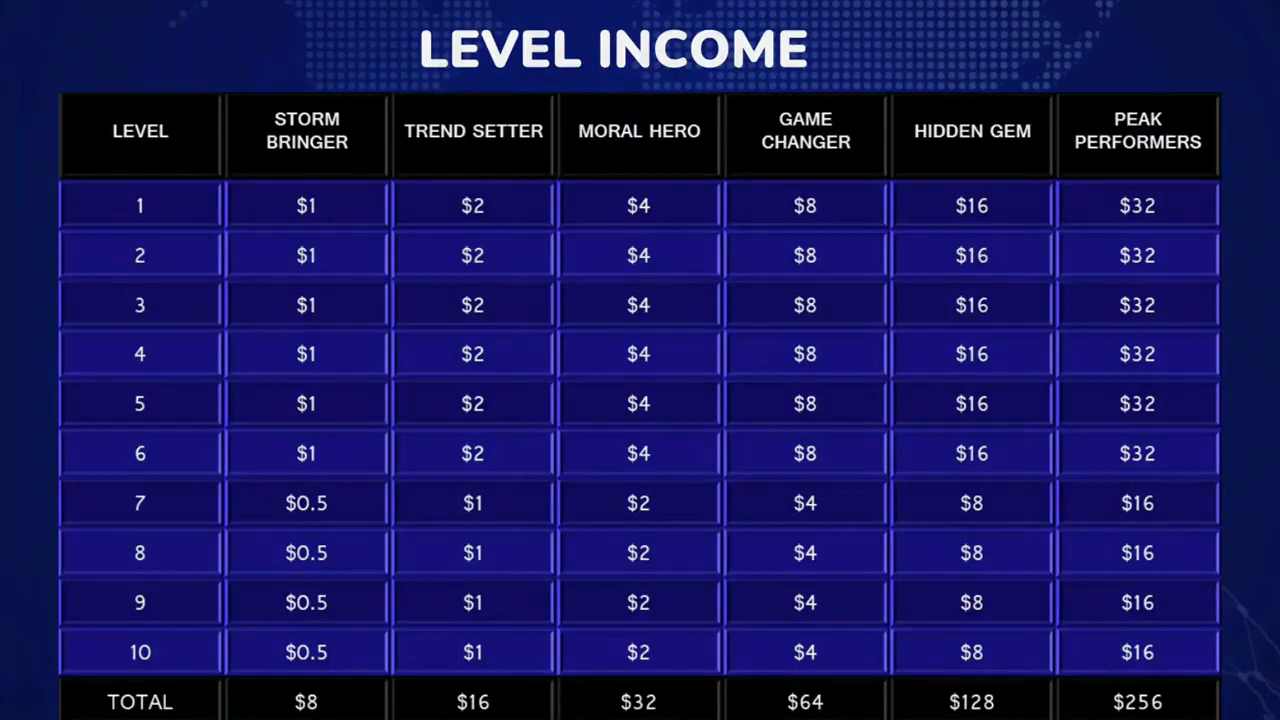 LEVEL INCOME
LEVEL STORM BRINGER TREND SETTER MORAL HERO GAME CHANGER HIDDEN GEM PEAK PERFORMERS
1 $1 $2 $4 $8 $16 $32
2 $1 $2 $4 $8 $16 $32
3 $1 $2 $4 $8 $16 $32
4 $1 $2 $4 $8 $16 $32
5 $1 $2 $4 $8 $16 $32
6 $1 $2 $4 $8 $16 $32
7 $0.5 $1 $2 $4 $8 $16
8 $0.5 $1 $2 $4 $8 $16
9 $0.5 $1 $2 $4 $8 $16
10 $0.5 $1 $2 $4 $8 $16
TOTAL $8 $16 $32 $64 $128 $256